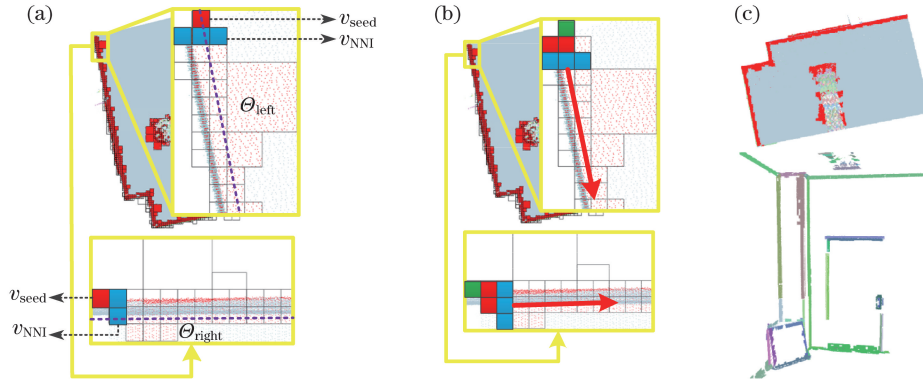 (a)
v_seed
v_NNI
Θ_left
v_seed
v_NNI
Θ_right
(b)
(c)